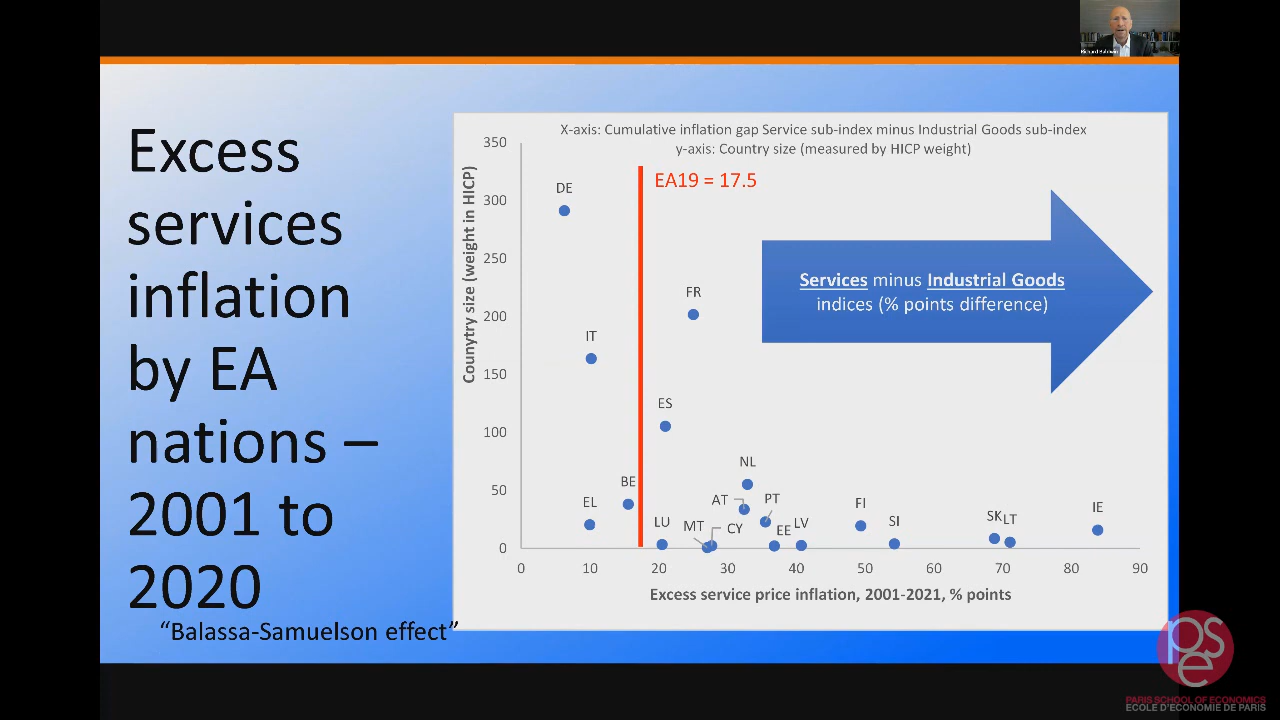 Richard Baldwin
Excess
services
inflation
by EA
nations –
2001 to
2020
“Balassa-Samuelson effect”
X-axis: Cumulative inflation gap Service sub-index minus Industrial Goods sub-index
y-axis: Country size (measured by HICP weight)
EA19 = 17.5
Services minus Industrial Goods
indices (% points difference)
Counytry size (weight in HICP)
350
300
250
200
150
100
50
0
DE
FR
IT
ES
NL
BE
EL
AT
PT
FI
IE
LU
MT
CY
EE
LV
SI
SK
LT
0 10 20 30 40 50 60 70 80 90
Excess service price inflation, 2001-2021, % points
pse
PARIS SCHOOL OF ECONOMICS
ECOLE D'ECONOMIE DE PARIS